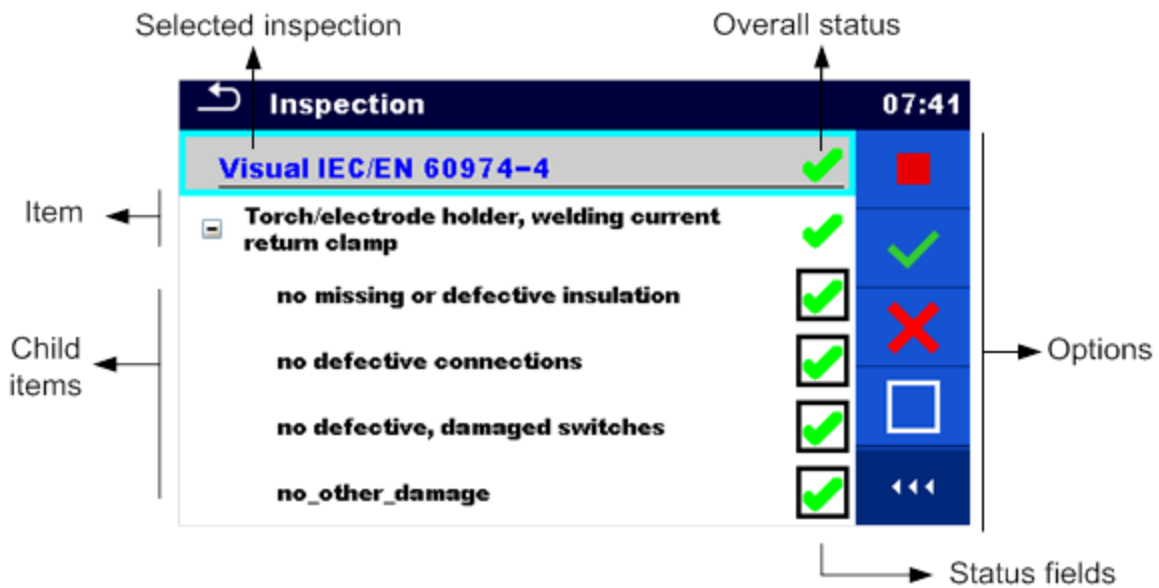 Selected inspection
Overall status
Inspection
07:41
Visual IEC/EN 60974-4
Item
Torch/electrode holder, welding current
return clamp
no missing or defective insulation
Child
items
no defective connections
Options
no defective, damaged switches
no_other_damage
Status fields